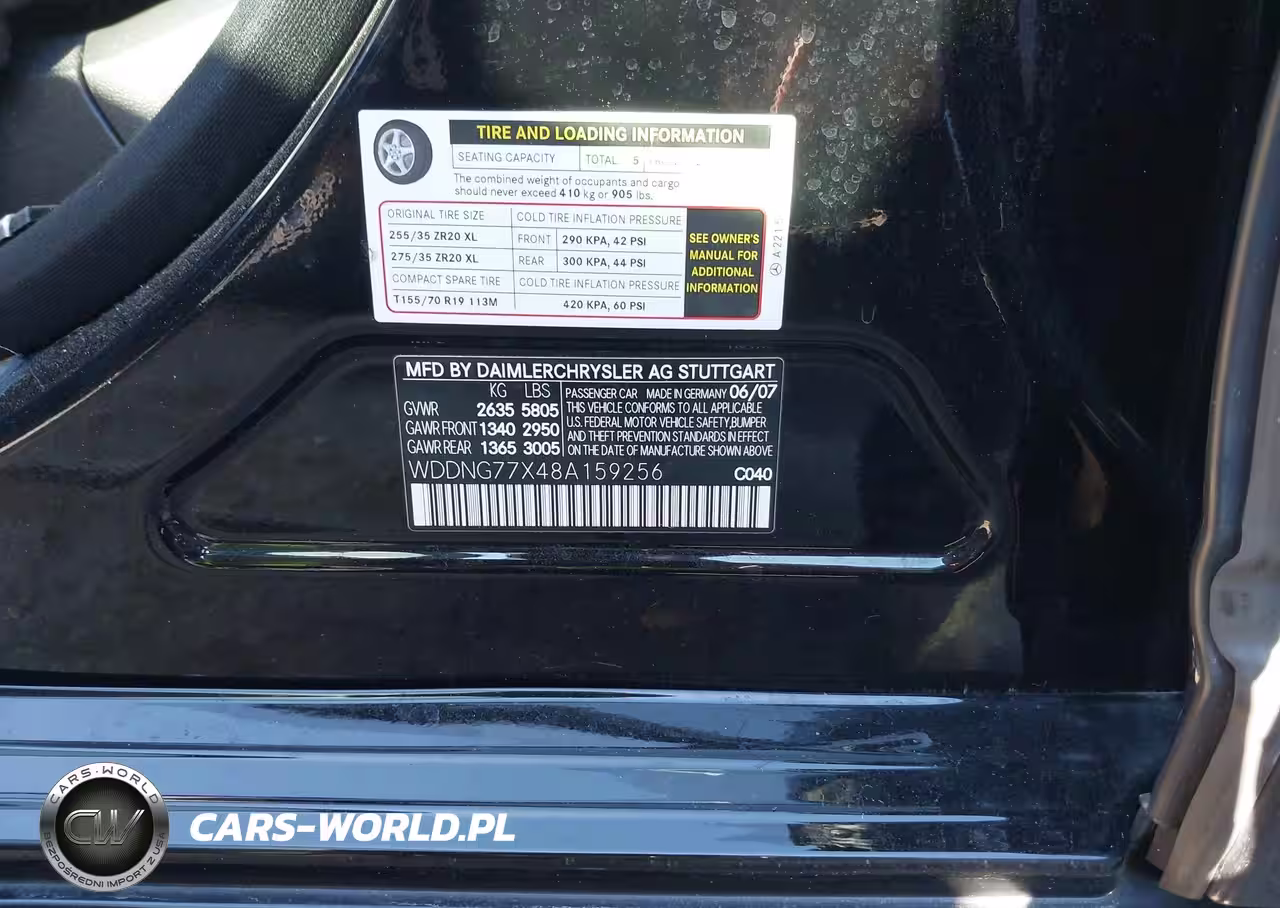 TIRE AND LOADING INFORMATION
SEATING CAPACITY TOTAL 5
The combined weight of occupants and cargo
should never exceed 410 kg or 905 lbs.
ORIGINAL TIRE SIZE COLD TIRE INFLATION PRESSURE
255/35 ZR20 XL FRONT 290 KPA, 42 PSI
275/35 ZR20 XL REAR 300 KPA, 44 PSI
COMPACT SPARE TIRE COLD TIRE INFLATION PRESSURE
T155/70 R19 113M 420 KPA, 60 PSI
SEE OWNER'S
MANUAL FOR
ADDITIONAL
INFORMATION
MFD BY DAIMLERCHRYSLER AG STUTTGART
KG LBS
GVWR 2635 5805
GAWR FRONT 1340 2950
GAWR REAR 1365 3005
PASSENGER CAR MADE IN GERMANY 06/07
THIS VEHICLE CONFORMS TO ALL APPLICABLE
U.S. FEDERAL MOTOR VEHICLE SAFETY,BUMPER
AND THEFT PREVENTION STANDARDS IN EFFECT
ON THE DATE OF MANUFACTURE SHOWN ABOVE
WDDNG77X48A159256 C040
CARS-WORLD
CW
BEZPOŚREDNI IMPORT Z USA
CARS-WORLD.PL